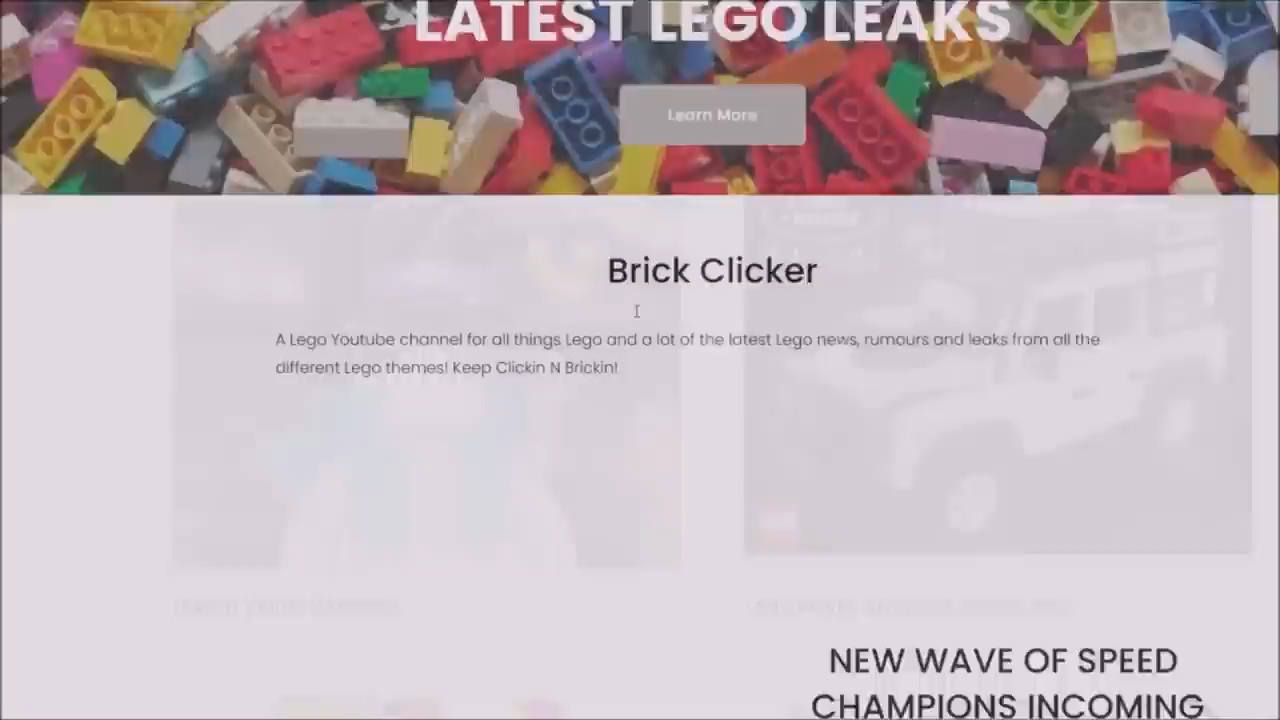 LATEST LEGO LEAKS
Learn More
Brick Clicker
A Lego Youtube channel for all things Lego and a lot of the latest Lego news, rumours and leaks from all the
different Lego themes! Keep Clickin N Brickin!
NEW WAVE OF SPEED
CHAMPIONS INCOMING